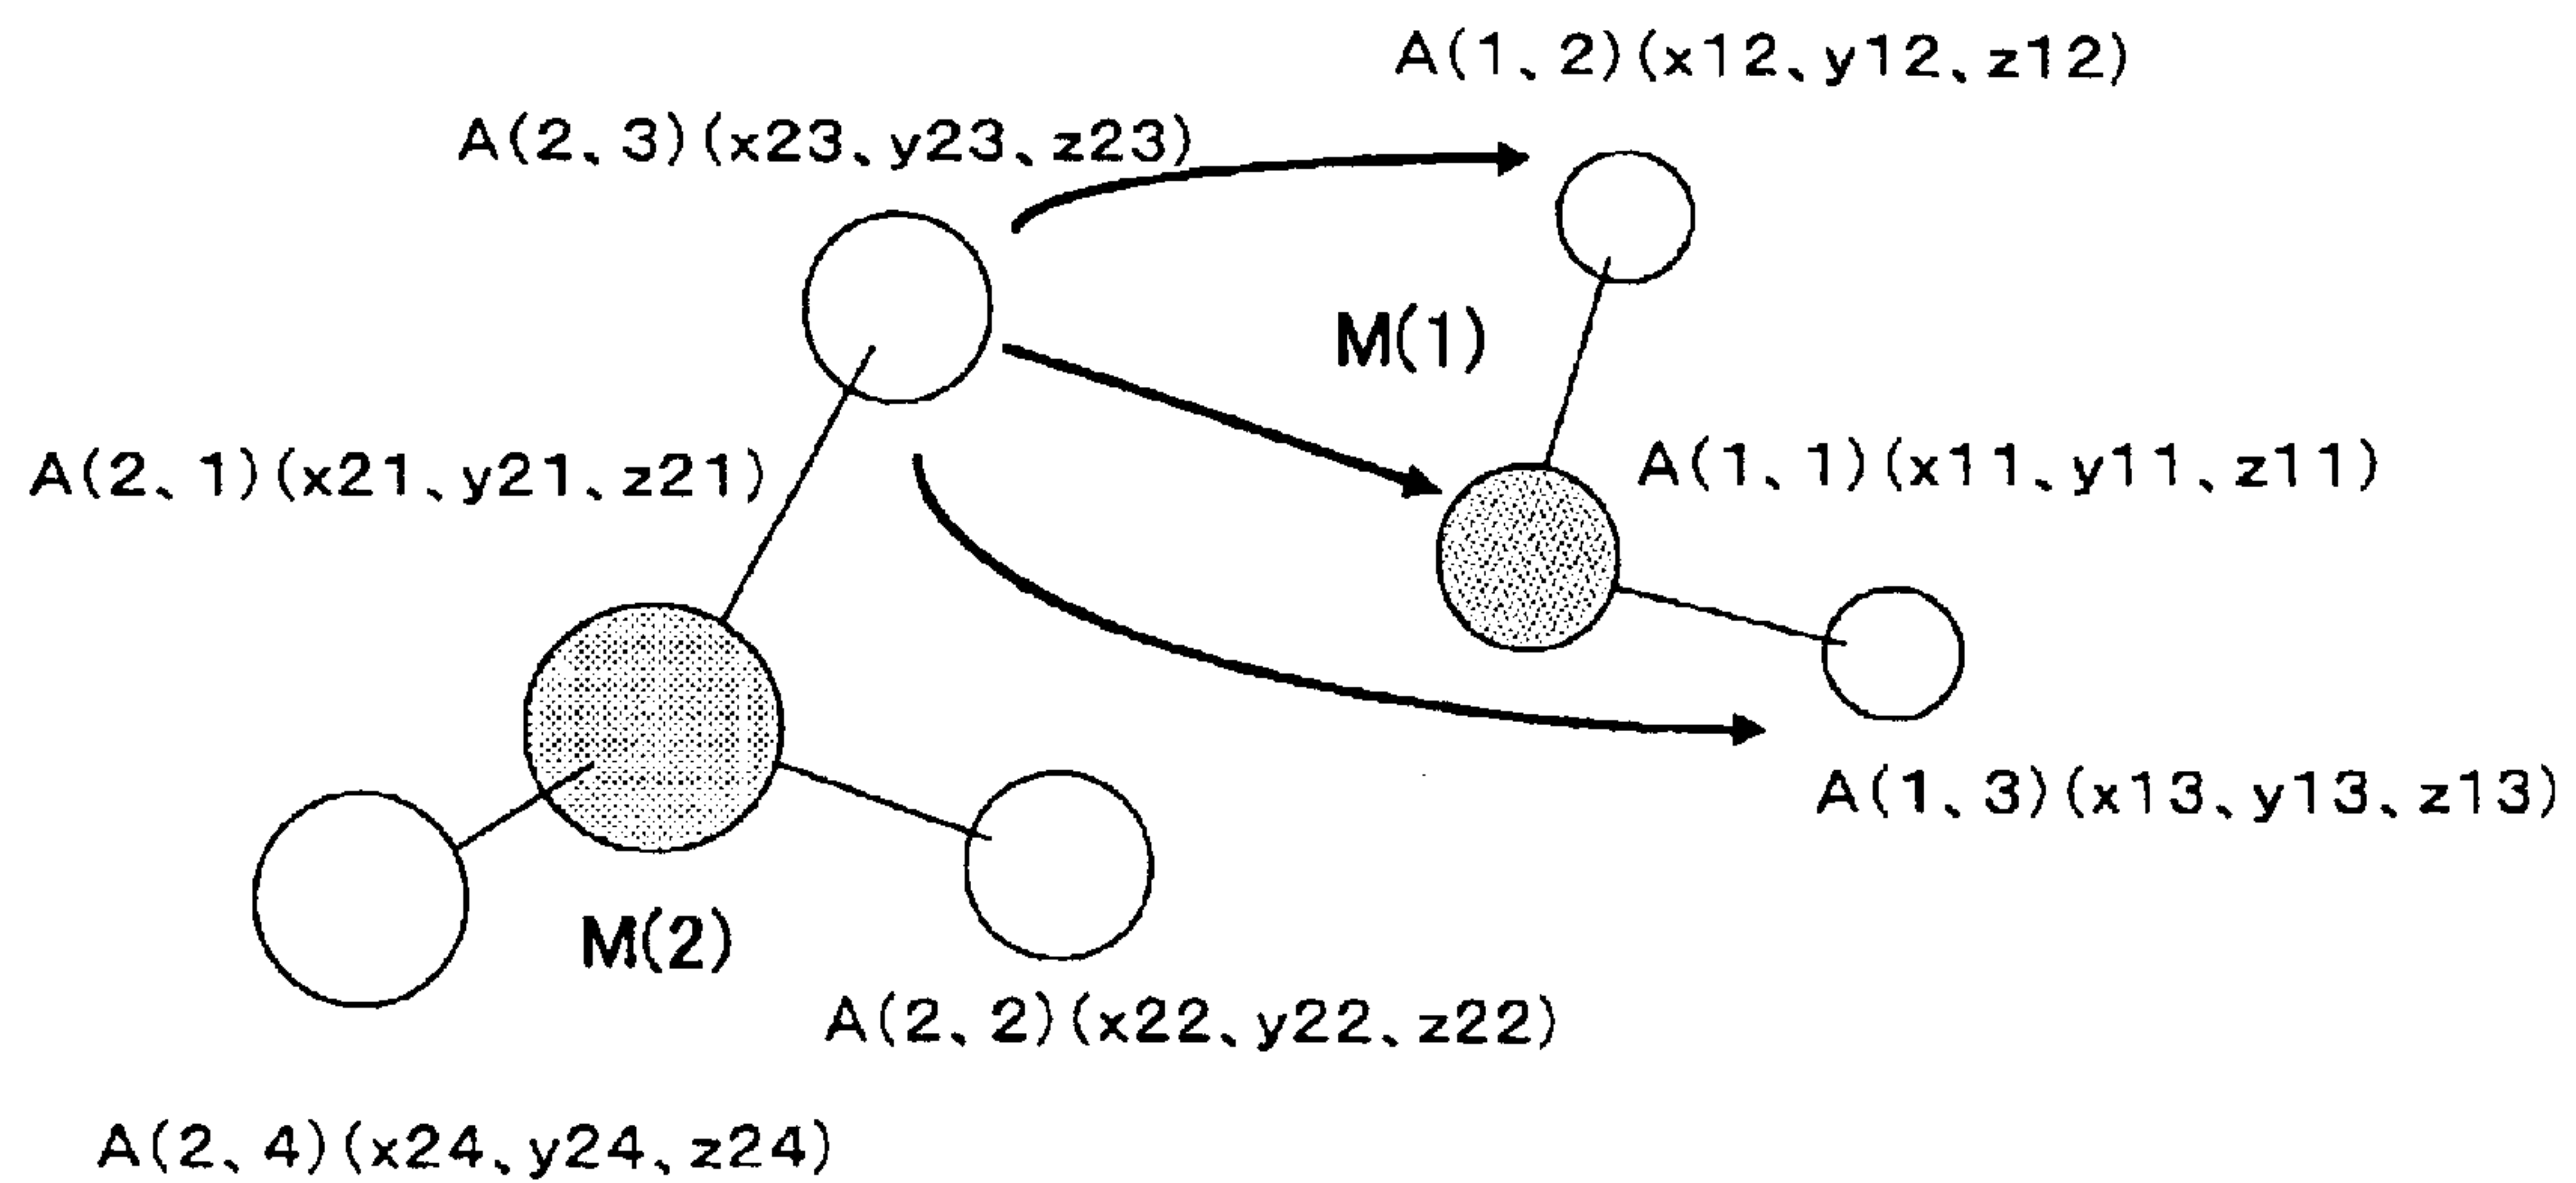 A(1、2)(x12、y12、z12)
A(2、3)(x23、y23、z23)
M(1)
A(2、1)(x21、y21、z21)
A(1、1)(x11、y11、z11)
A(1、3)(x13、y13、z13)
M(2)
A(2、2)(x22、y22、z22)
A(2、4)(x24、y24、z24)